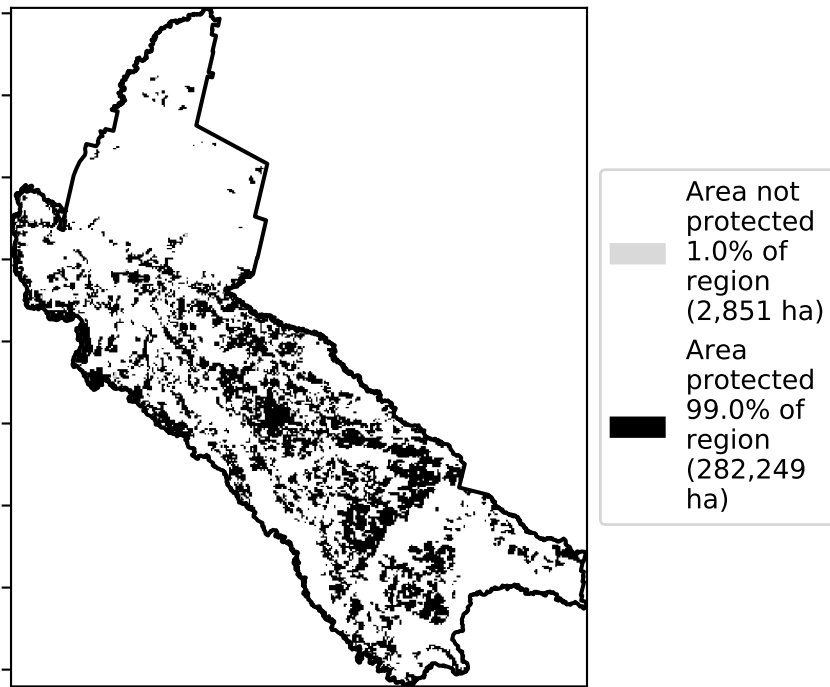 Area not
protected
1.0% of
region
(2,851 ha)
Area
protected
99.0% of
region
(282,249
ha)